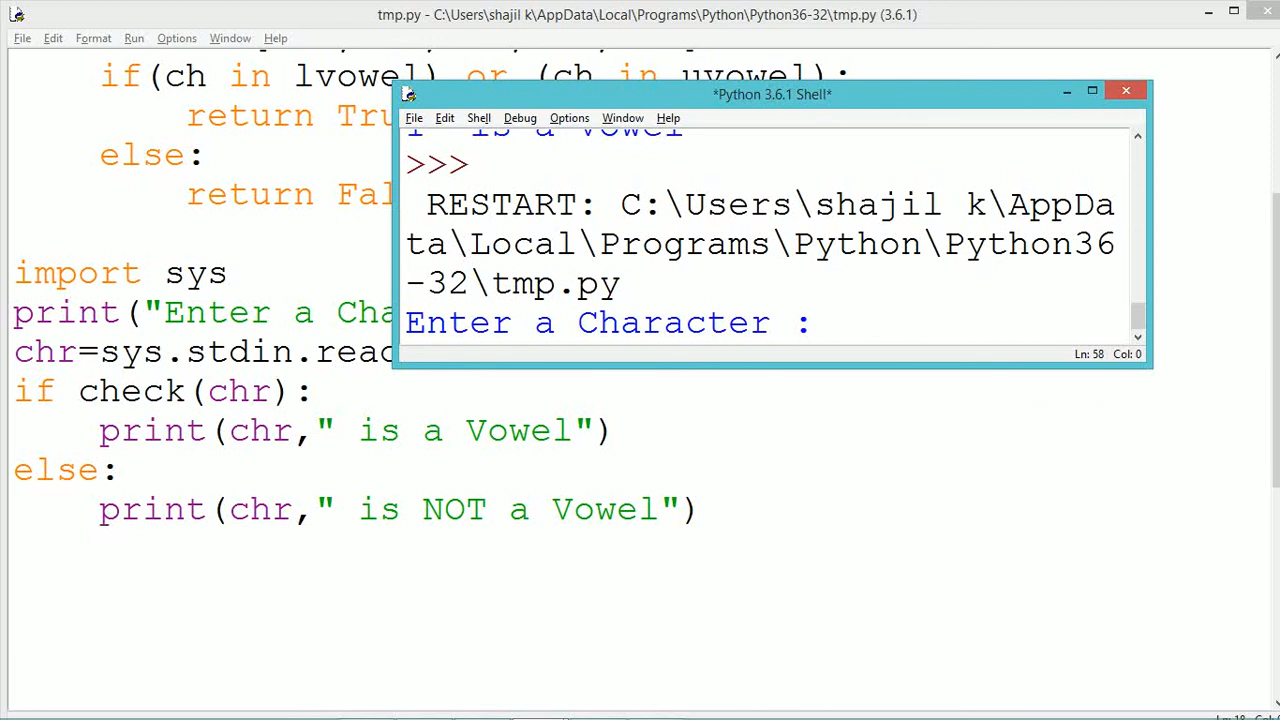 tmp.py - C:\Users\shajil k\AppData\Local\Programs\Python\Python36-32\tmp.py (3.6.1)
File Edit Format Run Options Window Help
if(ch in lvowel) or (ch in uvowel):
return Tru
else:
return Fal
import sys
print("Enter a Cha
chr=sys.stdin.read
if check(chr):
print(chr," is a Vowel")
else:
print(chr," is NOT a Vowel")
*Python 3.6.1 Shell*
File Edit Shell Debug Options Window Help
is a Vowel
>>>
RESTART: C:\Users\shajil k\AppDa
ta\Local\Programs\Python\Python36
-32\tmp.py
Enter a Character :
Ln: 58 Col: 0